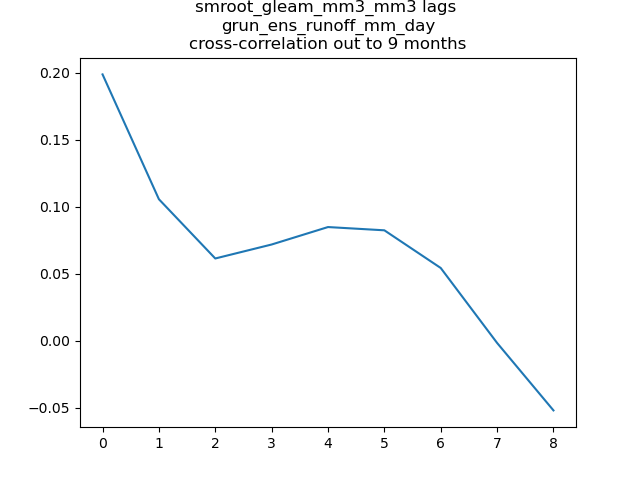 smroot_gleam_mm3_mm3 lags
grun_ens_runoff_mm_day
cross-correlation out to 9 months
0.20
0.15
0.10
0.05
0.00
−0.05
0 1 2 3 4 5 6 7 8